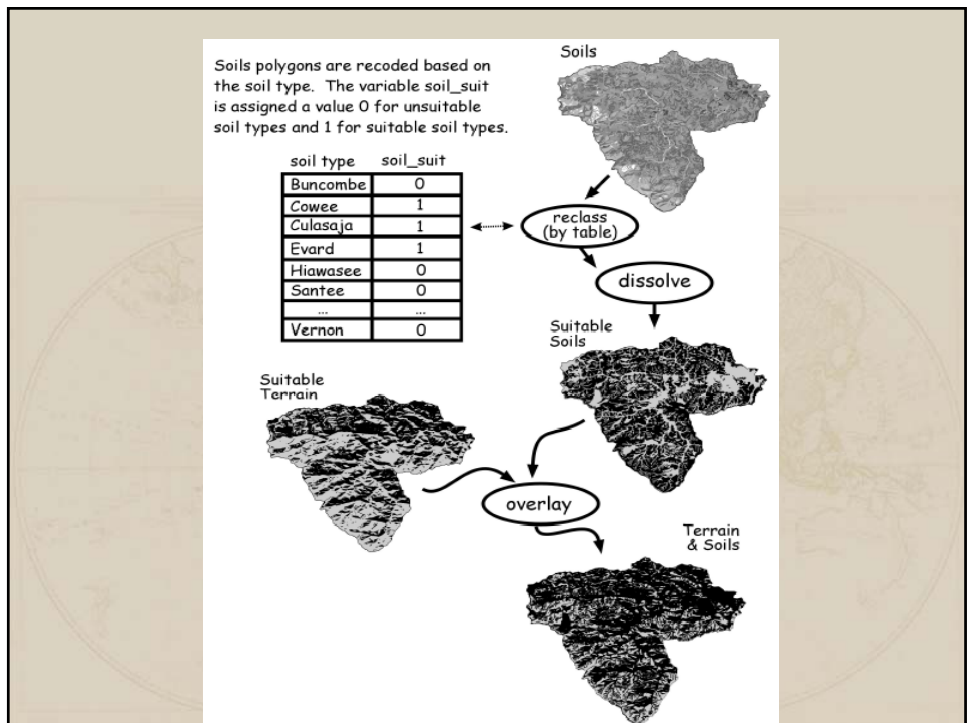 Soils polygons are recoded based on
the soil type. The variable soil_suit
is assigned a value 0 for unsuitable
soil types and 1 for suitable soil types.
Soils
soil type soil_suit
Buncombe 0
Cowee 1
Culasaja 1
Evard 1
Hiawasee 0
Santee 0
... ...
Vernon 0
reclass
(by table)
dissolve
Suitable
Soils
Suitable
Terrain
overlay
Terrain
& Soils